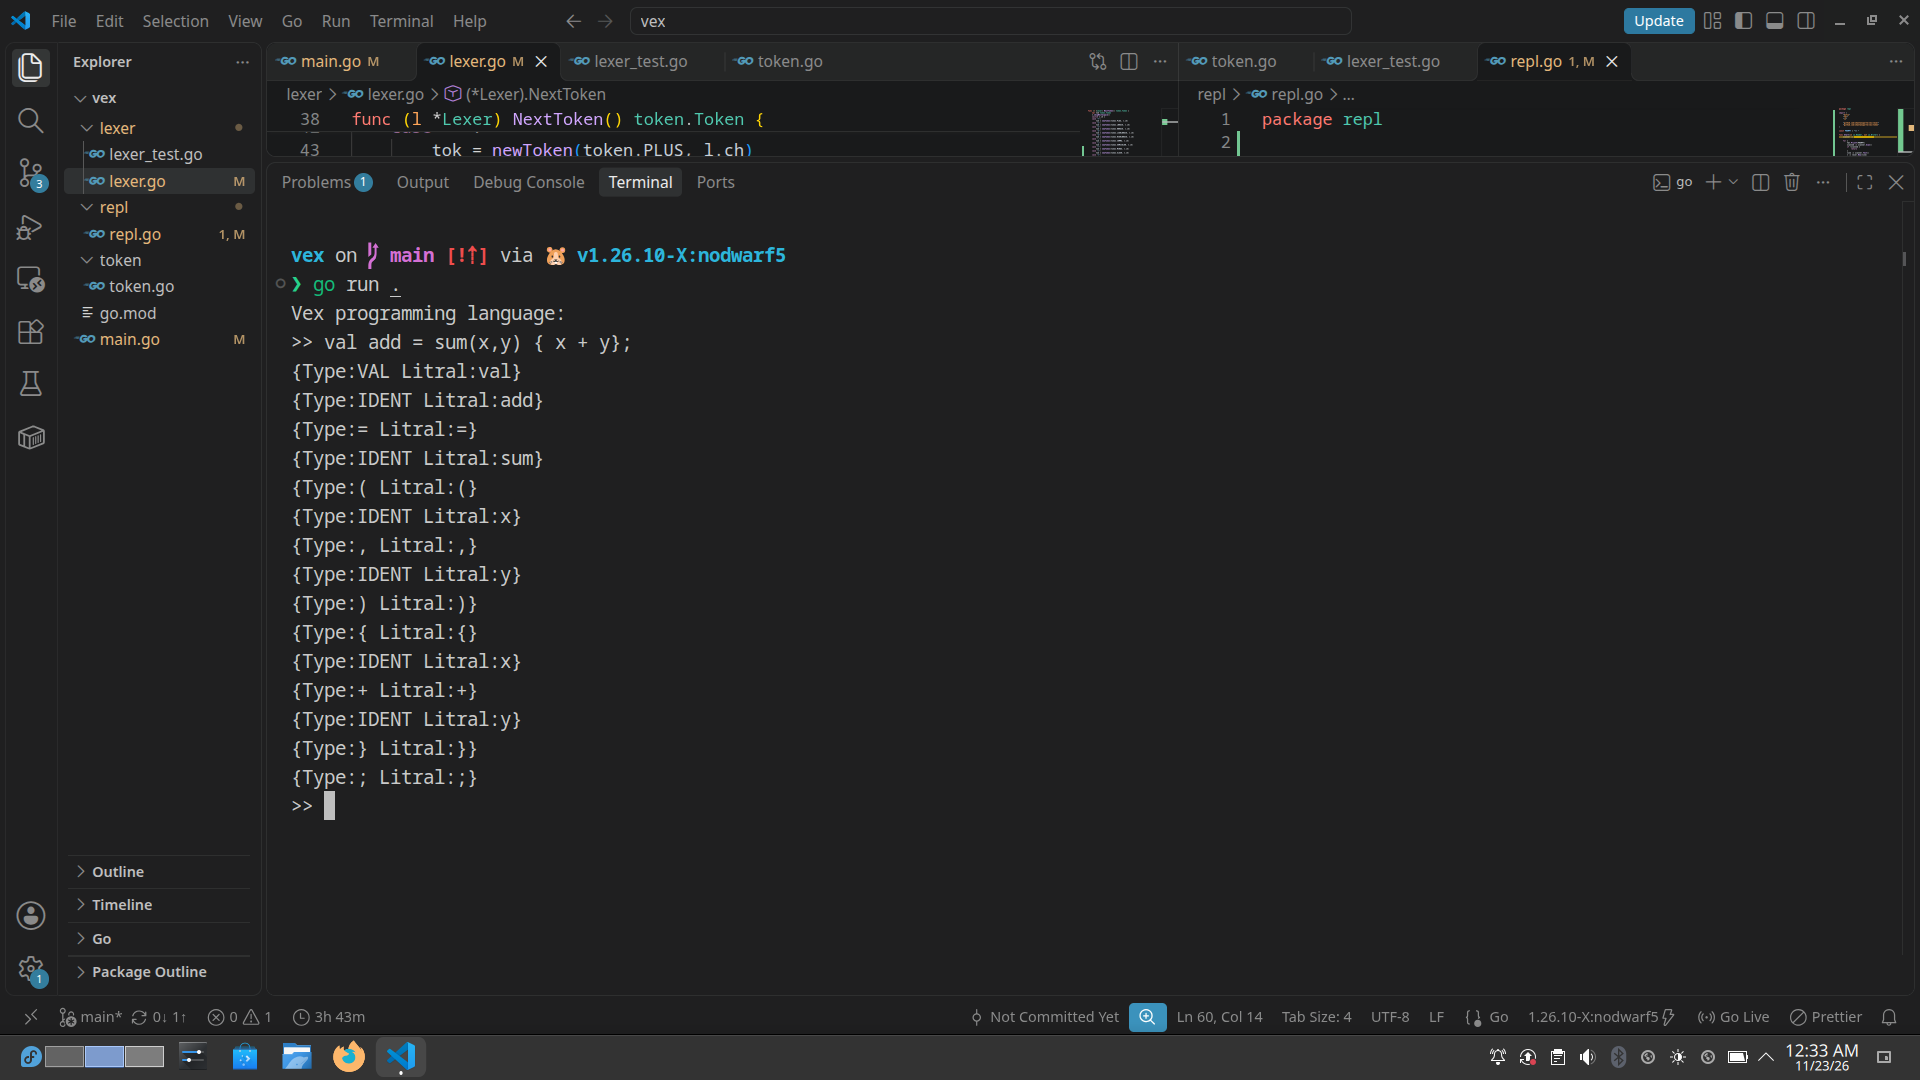 File Edit Selection View Go Run Terminal Help vex Update
Explorer
vex
lexer
lexer_test.go
lexer.go M
repl
repl.go 1, M
token
token.go
go.mod
main.go M
Outline
Timeline
Go
Package Outline
3
1
main.go M lexer.go M lexer_test.go token.go
lexer > lexer.go > (*Lexer).NextToken
38 func (l *Lexer) NextToken() token.Token {
43 tok = newToken(token.PLUS, l.ch)
token.go lexer_test.go repl.go 1, M
repl > repl.go > ...
1 package repl
2
Problems 1 Output Debug Console Terminal Ports go
vex on main [!⇡] via 🐹 v1.26.10-X:nodwarf5
❯ go run .
Vex programming language:
>> val add = sum(x,y) { x + y};
{Type:VAL Litral:val}
{Type:IDENT Litral:add}
{Type:= Litral:=}
{Type:IDENT Litral:sum}
{Type:( Litral:(}
{Type:IDENT Litral:x}
{Type:, Litral:,}
{Type:IDENT Litral:y}
{Type:) Litral:)}
{Type:{ Litral:{}
{Type:IDENT Litral:x}
{Type:+ Litral:+}
{Type:IDENT Litral:y}
{Type:} Litral:}}
{Type:; Litral:;}
>>
main* 0↓ 1↑ 0 1 3h 43m Not Committed Yet Ln 60, Col 14 Tab Size: 4 UTF-8 LF {} Go 1.26.10-X:nodwarf5 Go Live Prettier
12:33 AM
11/23/26